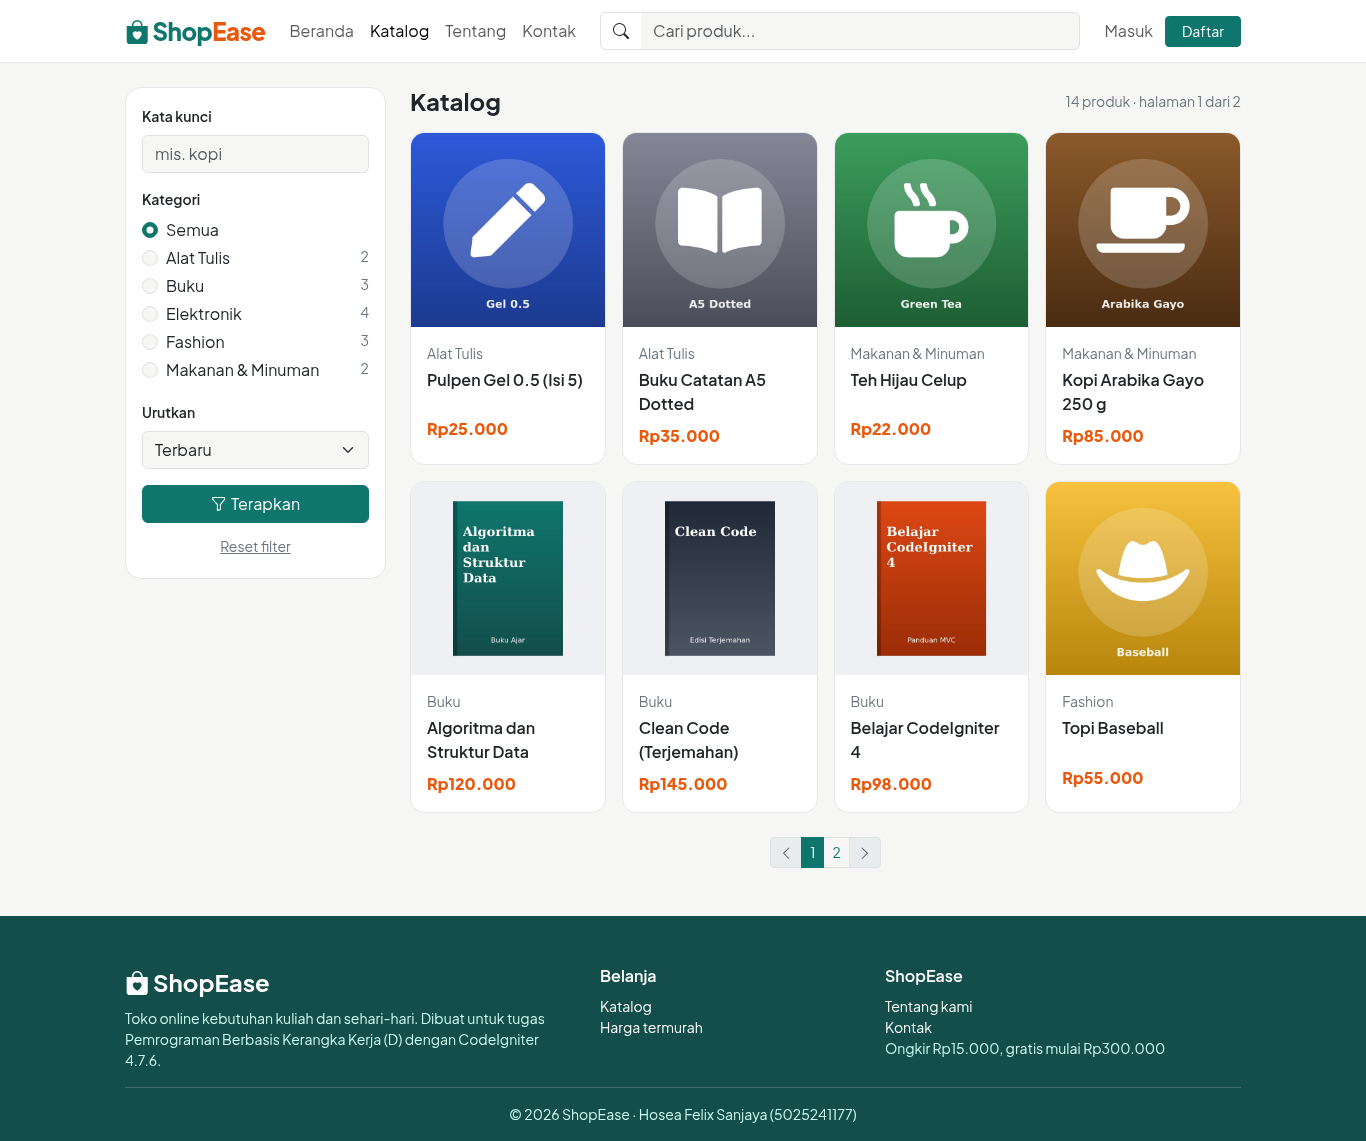 ShopEase
Beranda
Katalog
Tentang
Kontak
Cari produk...
Masuk
Daftar
Kata kunci
mis. kopi
Kategori
Semua
Alat Tulis 2
Buku 3
Elektronik 4
Fashion 3
Makanan & Minuman 2
Urutkan
Terbaru
Terapkan
Reset filter
Katalog
14 produk · halaman 1 dari 2
Gel 0.5
Alat Tulis
Pulpen Gel 0.5 (Isi 5)
Rp25.000
A5 Dotted
Alat Tulis
Buku Catatan A5
Dotted
Rp35.000
Green Tea
Makanan & Minuman
Teh Hijau Celup
Rp22.000
Arabika Gayo
Makanan & Minuman
Kopi Arabika Gayo
250 g
Rp85.000
Algoritma
dan
Struktur
Data
Buku Ajar
Buku
Algoritma dan
Struktur Data
Rp120.000
Clean Code
Edisi Terjemahan
Buku
Clean Code
(Terjemahan)
Rp145.000
Belajar
CodeIgniter
4
Panduan MVC
Buku
Belajar CodeIgniter
4
Rp98.000
Baseball
Fashion
Topi Baseball
Rp55.000
1 2
ShopEase
Toko online kebutuhan kuliah dan sehari-hari. Dibuat untuk tugas
Pemrograman Berbasis Kerangka Kerja (D) dengan CodeIgniter
4.7.6.
Belanja
Katalog
Harga termurah
ShopEase
Tentang kami
Kontak
Ongkir Rp15.000, gratis mulai Rp300.000
© 2026 ShopEase · Hosea Felix Sanjaya (5025241177)